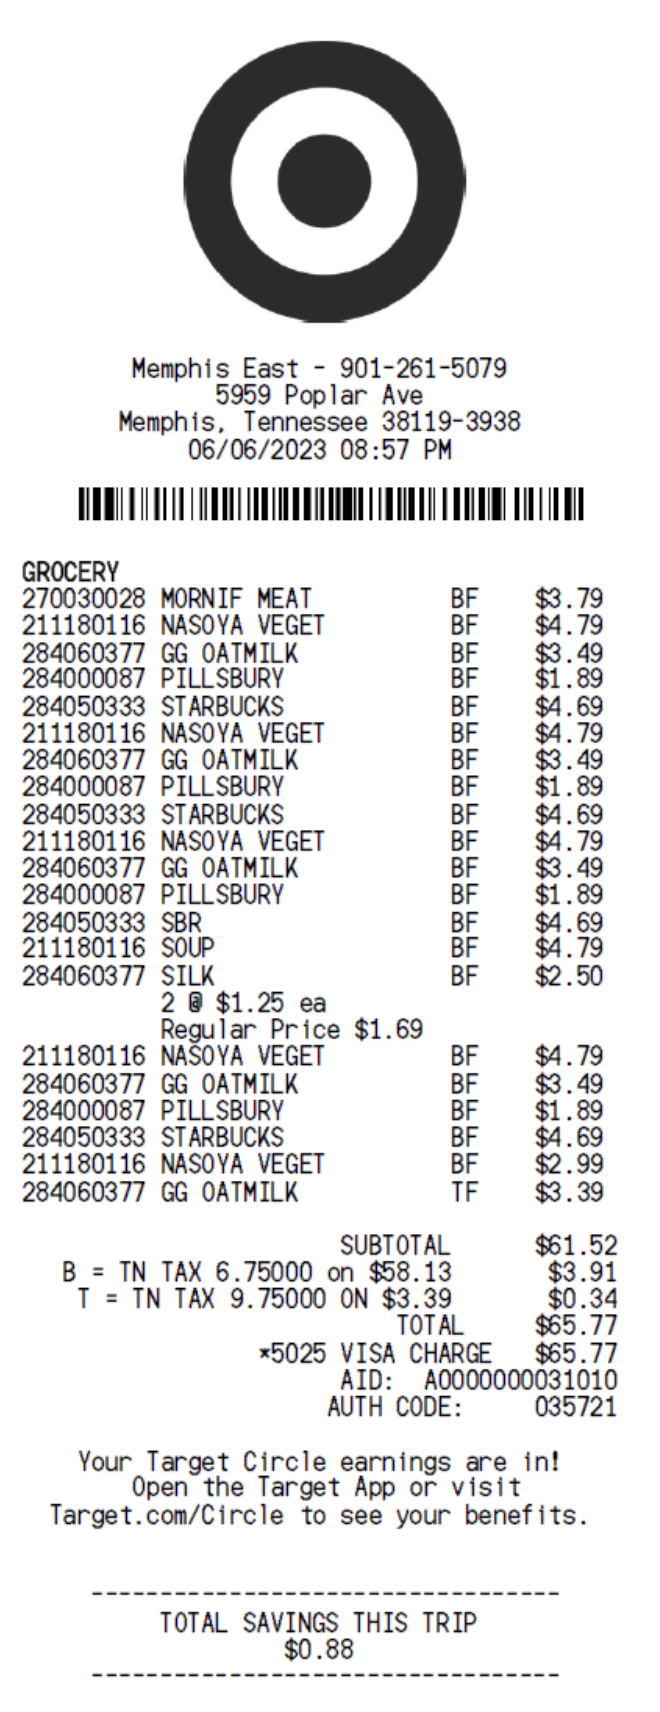 Memphis East - 901-261-5079
5959 Poplar Ave
Memphis, Tennessee 38119-3938
06/06/2023 08:57 PM
GROCERY
270030028 MORNIF MEAT BF $3.79
211180116 NASOYA VEGET BF $4.79
284060377 GG OATMILK BF $3.49
284000087 PILLSBURY BF $1.89
284050333 STARBUCKS BF $4.69
211180116 NASOYA VEGET BF $4.79
284060377 GG OATMILK BF $3.49
284000087 PILLSBURY BF $1.89
284050333 STARBUCKS BF $4.69
211180116 NASOYA VEGET BF $4.79
284060377 GG OATMILK BF $3.49
284000087 PILLSBURY BF $1.89
284050333 SBR BF $4.69
211180116 SOUP BF $4.79
284060377 SILK BF $2.50
2 @ $1.25 ea
Regular Price $1.69
211180116 NASOYA VEGET BF $4.79
284060377 GG OATMILK BF $3.49
284000087 PILLSBURY BF $1.89
284050333 STARBUCKS BF $4.69
211180116 NASOYA VEGET BF $2.99
284060377 GG OATMILK TF $3.39
SUBTOTAL $61.52
B = TN TAX 6.75000 on $58.13 $3.91
T = TN TAX 9.75000 ON $3.39 $0.34
TOTAL $65.77
*5025 VISA CHARGE $65.77
AID: A0000000031010
AUTH CODE: 035721
Your Target Circle earnings are in!
Open the Target App or visit
Target.com/Circle to see your benefits.
----------------------------------
TOTAL SAVINGS THIS TRIP
$0.88
----------------------------------